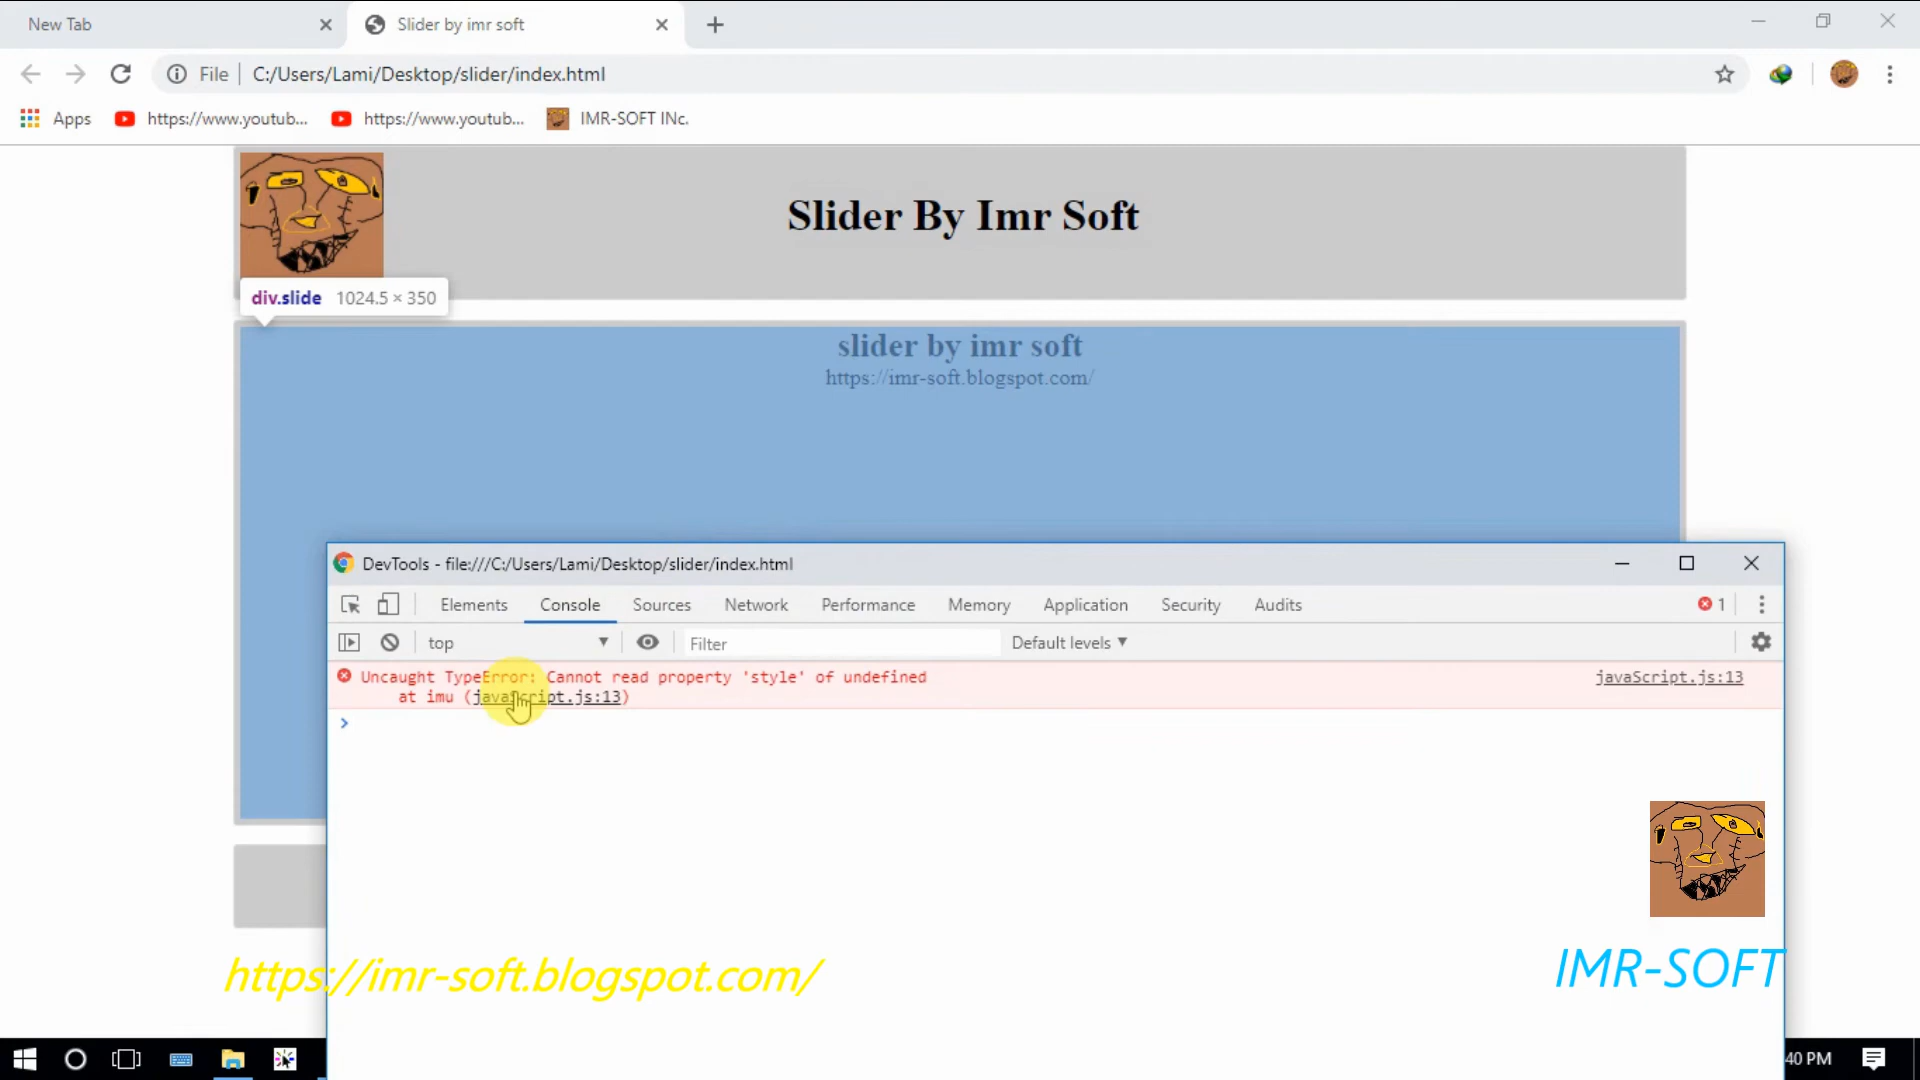 New Tab
Slider by imr soft
File
C:/Users/Lami/Desktop/slider/index.html
Apps
https://www.youtub...
https://www.youtub...
IMR-SOFT INc.
Slider By Imr Soft
div.slide 1024.5 × 350
slider by imr soft
https://imr-soft.blogspot.com/
DevTools - file:///C:/Users/Lami/Desktop/slider/index.html
Elements Console Sources Network Performance Memory Application Security Audits 1
top Filter Default levels
Uncaught TypeError: Cannot read property 'style' of undefined javaScript.js:13
at imu (javaScript.js:13)
https://imr-soft.blogspot.com/
IMR-SOFT
40 PM